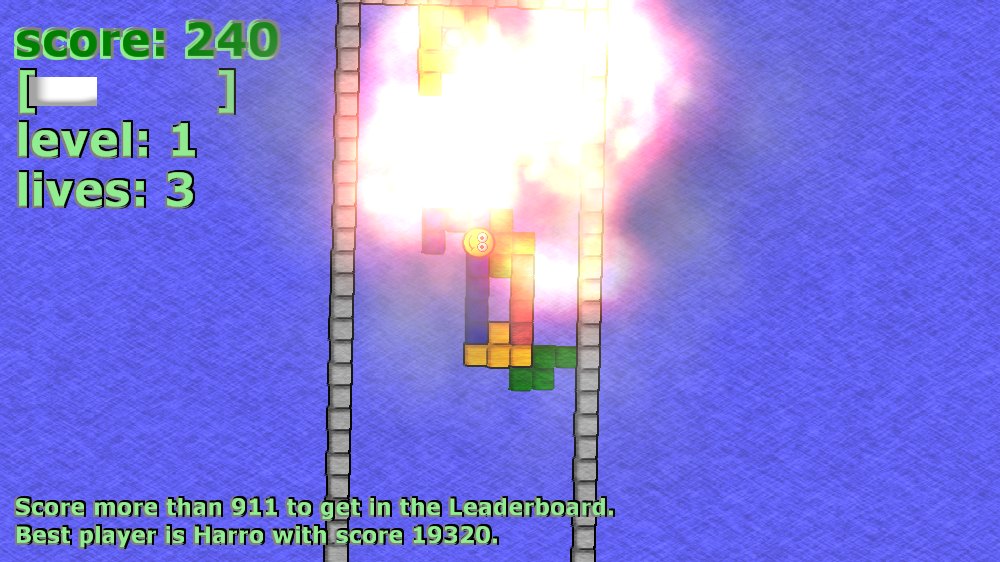 score: 240
[ ]
level: 1
lives: 3
Score more than 911 to get in the Leaderboard.
Best player is Harro with score 19320.